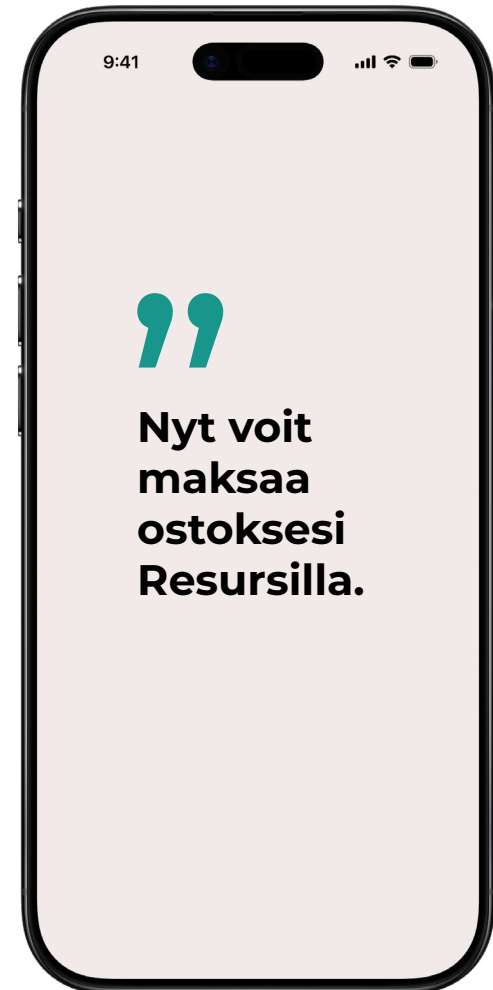 9:41
”
Nyt voit
maksaa
ostoksesi
Resursilla.